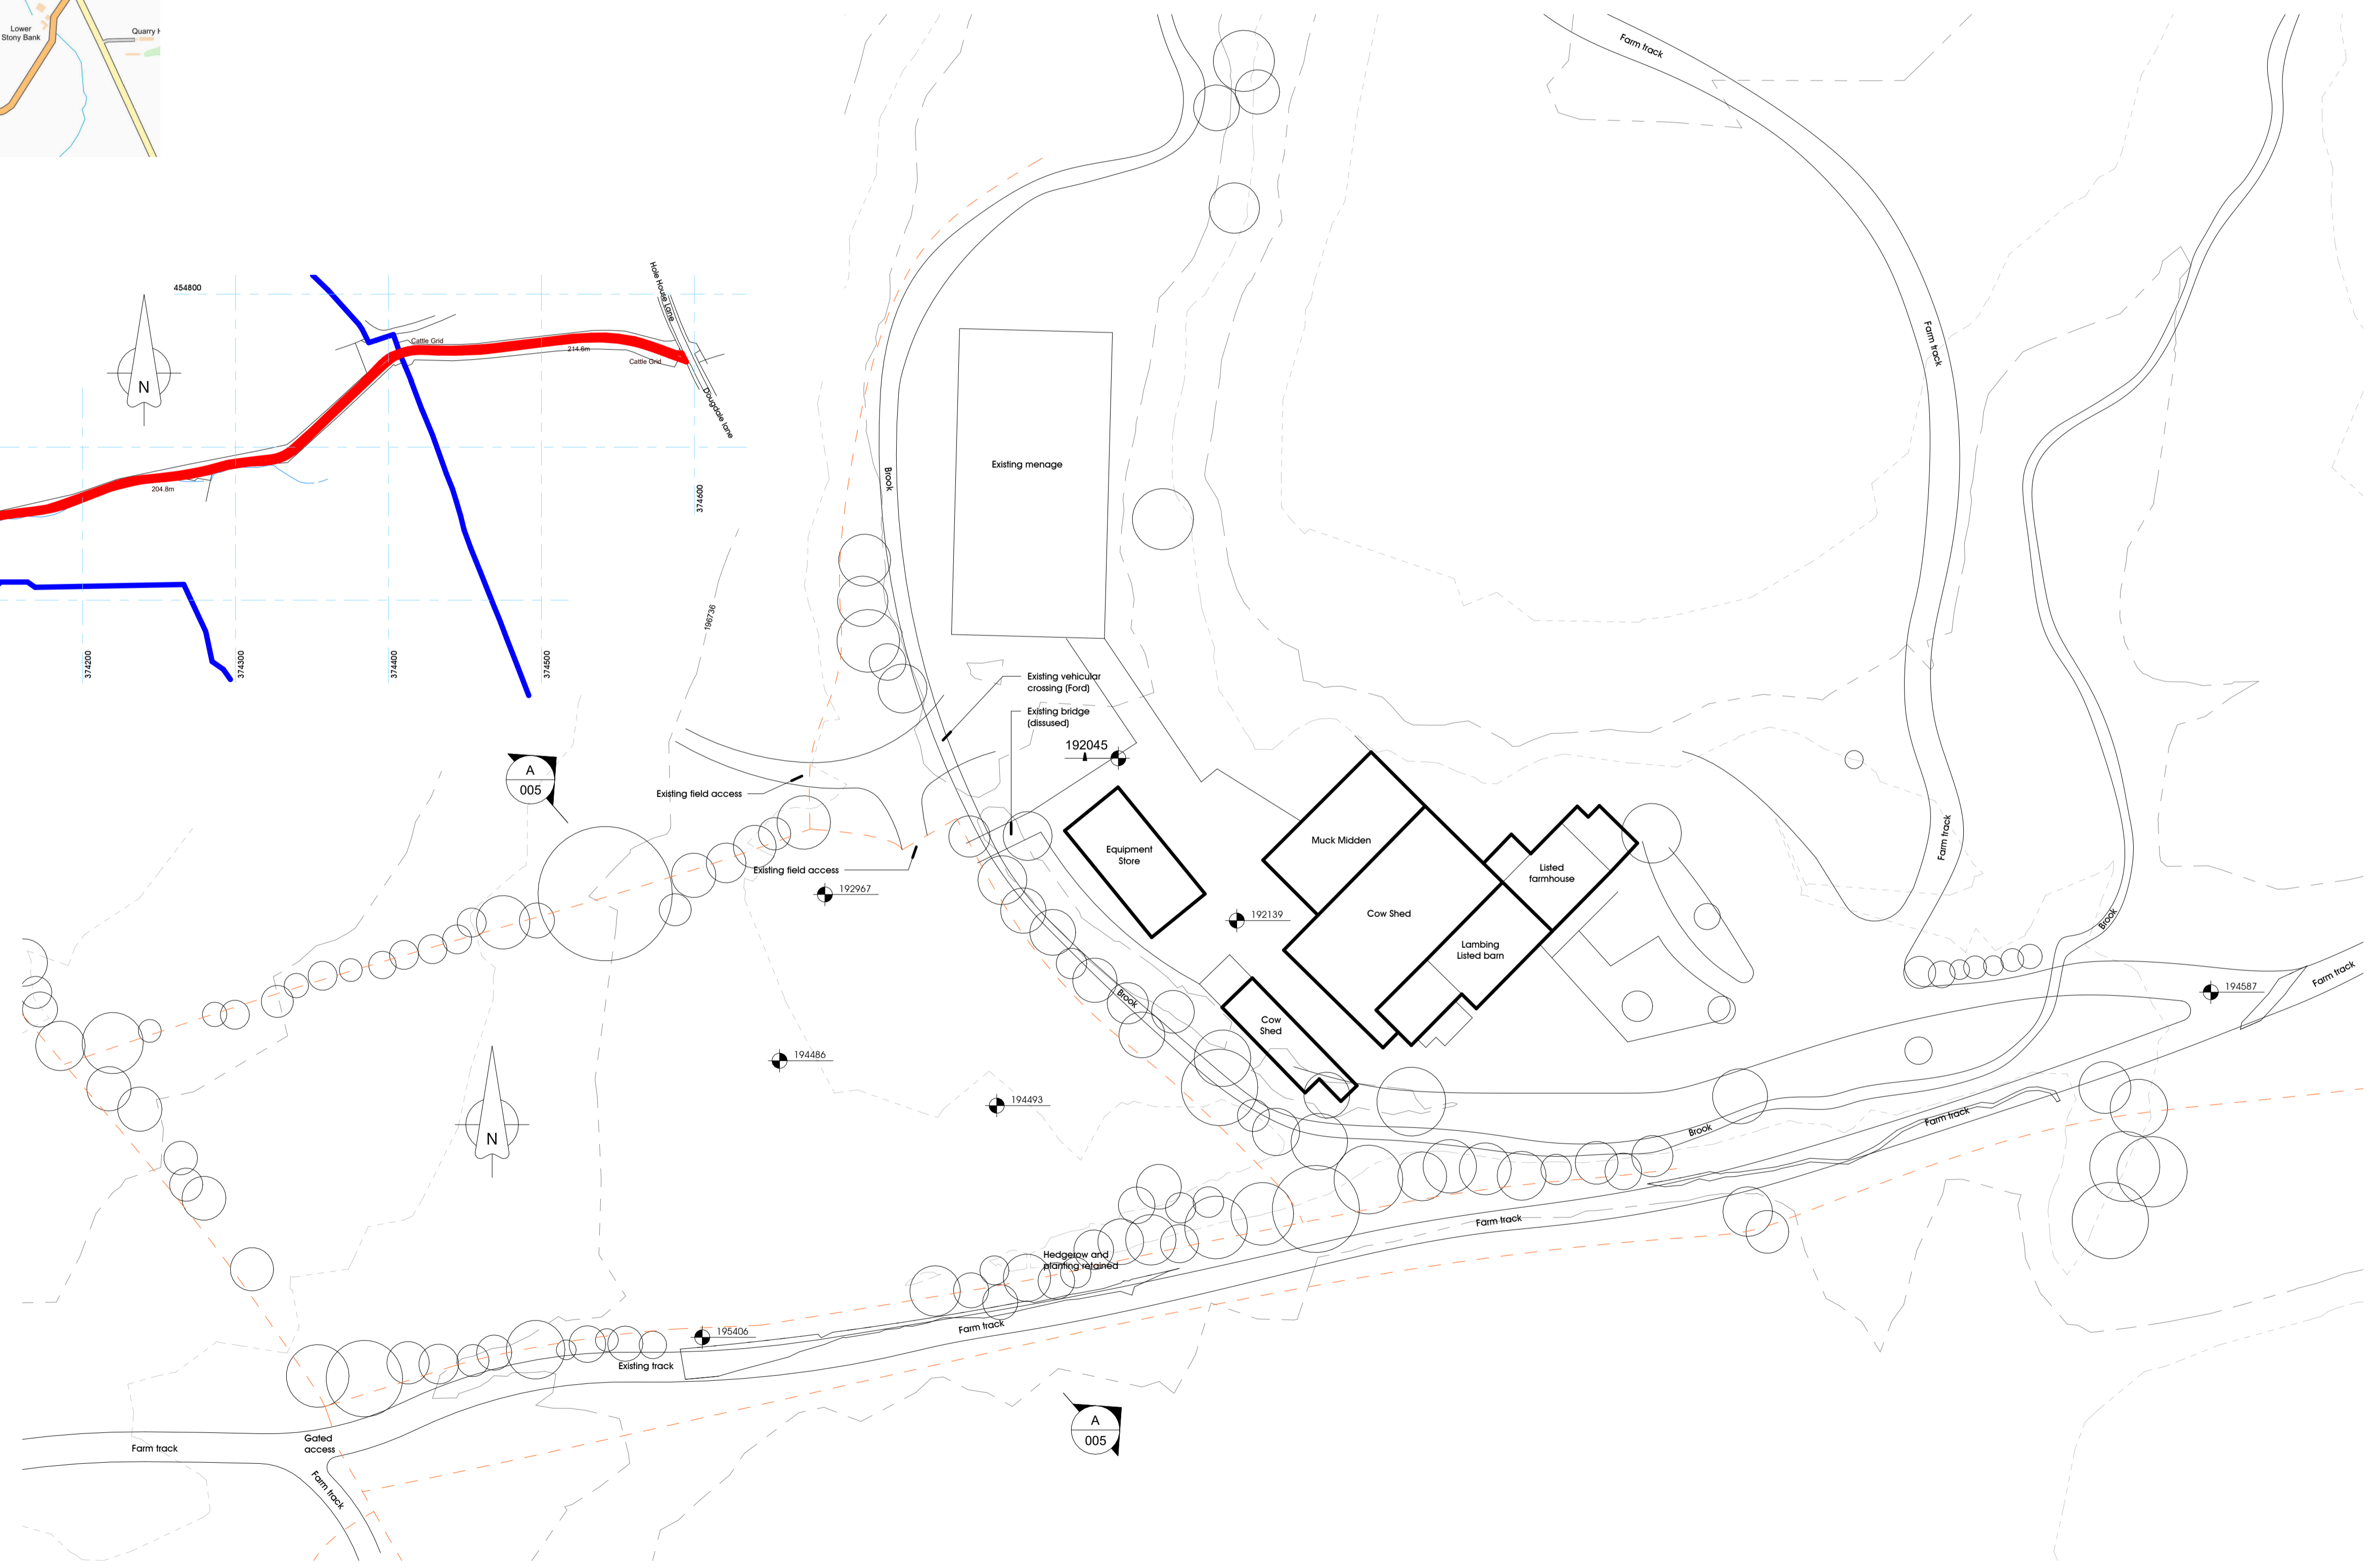 Lower
Stony Bank
Quarry
Farm track
454800
Hole House Lane
Cattle Grid
214.6m
Cattle Grid
Dougdale lane
N
204.8m
374600
374200
374300
374400
374500
Farm track
Existing menage
Brook
196736
Existing vehicular
crossing (Ford)
Existing bridge
(dissused)
192045
A
005
Existing field access
Existing field access
192967
Equipment
Store
Muck Midden
Listed
farmhouse
Cow Shed
192139
Lambing
Listed barn
Farm track
Brook
Farm track
194587
Brook
Cow
Shed
194486
194493
N
Brook
Farm track
Farm track
Hedgerow and
planting retained
Farm track
195406
Existing track
A
005
Gated
access
Farm track
Farm track